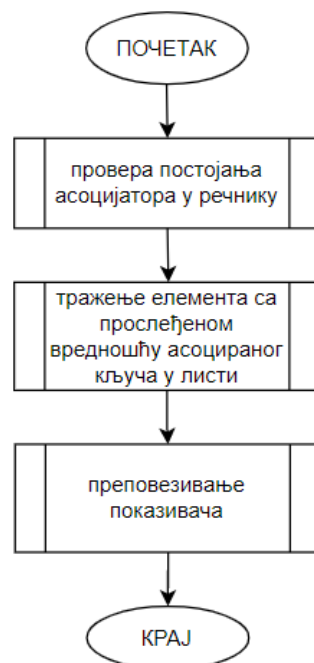 ПОЧЕТАК
провера постојања
асоцијатора у речнику
тражење елемента са
прослеђеном
вредношћу асоцираног
кључа у листи
преповезивање
показивача
КРАЈ